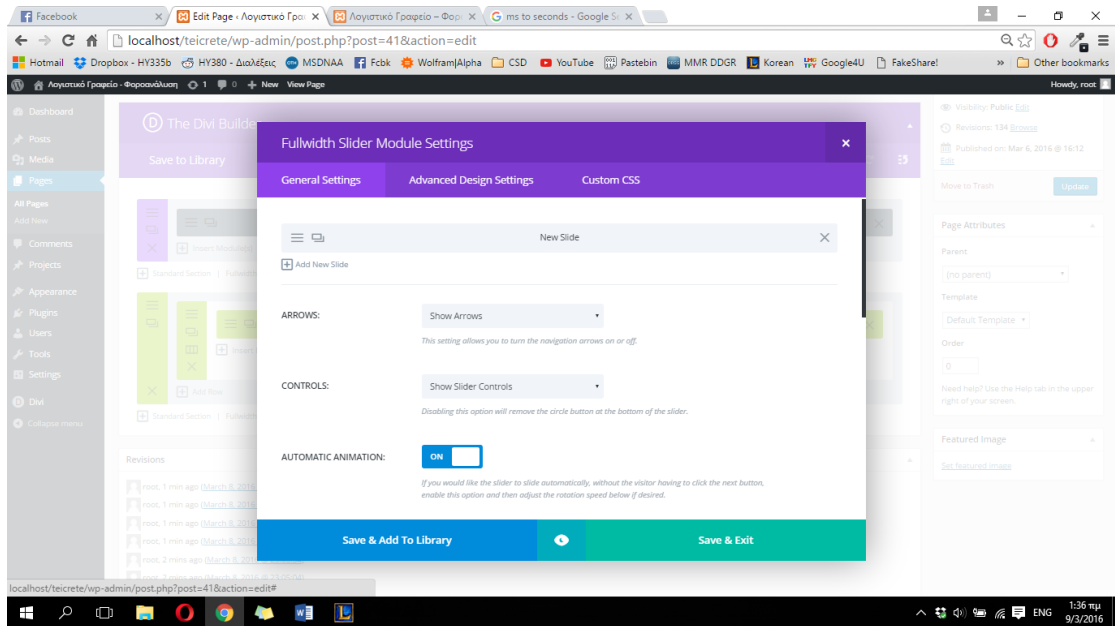 Facebook
Edit Page ‹ Λογιστικό Γραφ
Λογιστικό Γραφείο – Φορο
ms to seconds - Google Se
localhost/teicrete/wp-admin/post.php?post=41&action=edit
Hotmail Dropbox - HY335b HY380 - Διαλέξεις MSDNAA Fcbk Wolfram|Alpha CSD YouTube Pastebin MMR DDGR Korean Google4U FakeShare! » Other bookmarks
Λογιστικό Γραφείο - Φοροανάλυση 1 0 + New View Page Howdy, root
Dashboard
Posts
Media
Pages
All Pages
Add New
Comments
Projects
Appearance
Plugins
Users
Tools
Settings
Divi
Collapse menu
The Divi Builde
Save to Library
Insert Module(s
Standard Section | Fullwidth
Insert
Add Row
Standard Section | Fullwidth
Revisions
root, 1 min ago (March 8, 2016
root, 1 min ago (March 8, 2016
root, 1 min ago (March 8, 2016
root, 1 min ago (March 8, 2016
root, 2 mins ago (March 8, 2016
Fullwidth Slider Module Settings
General Settings Advanced Design Settings Custom CSS
New Slide
Add New Slide
ARROWS: Show Arrows
This setting allows you to turn the navigation arrows on or off.
CONTROLS: Show Slider Controls
Disabling this option will remove the circle button at the bottom of the slider.
AUTOMATIC ANIMATION: ON
If you would like the slider to slide automatically, without the visitor having to click the next button,
enable this option and then adjust the rotation speed below if desired.
Save & Add To Library Save & Exit
Visibility: Public Edit
Revisions: 134 Browse
Published on: Mar 6, 2016 @ 16:12
Edit
Move to Trash Update
Page Attributes
Parent
(no parent)
Template
Default Template
Order
0
Need help? Use the Help tab in the upper
right of your screen.
Featured Image
Set featured image
localhost/teicrete/wp-admin/post.php?post=41&action=edit#
ENG
1:36 πμ
9/3/2016